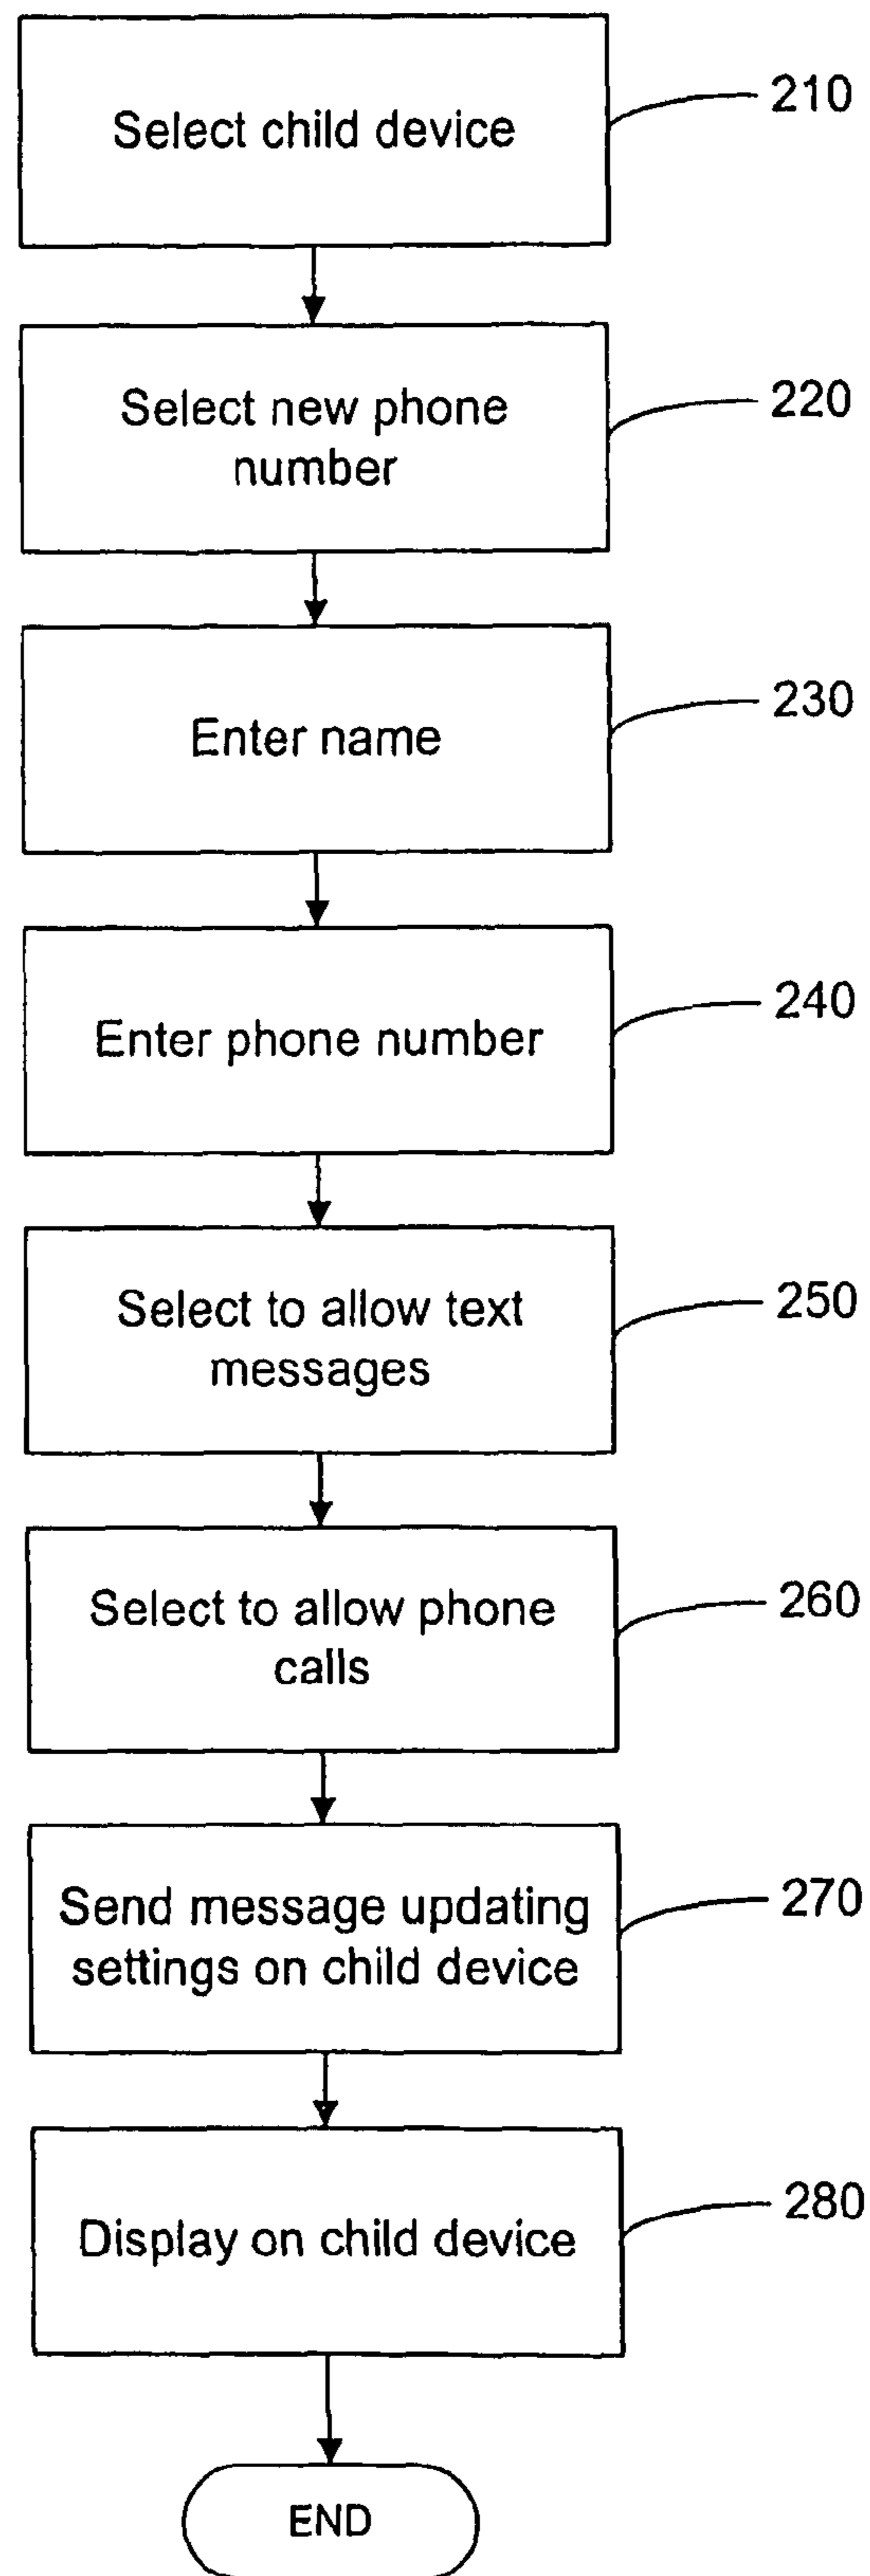 Select child device
210
Select new phone
number
220
Enter name
230
Enter phone number
240
Select to allow text
messages
250
Select to allow phone
calls
260
Send message updating
settings on child device
270
Display on child device
280
END